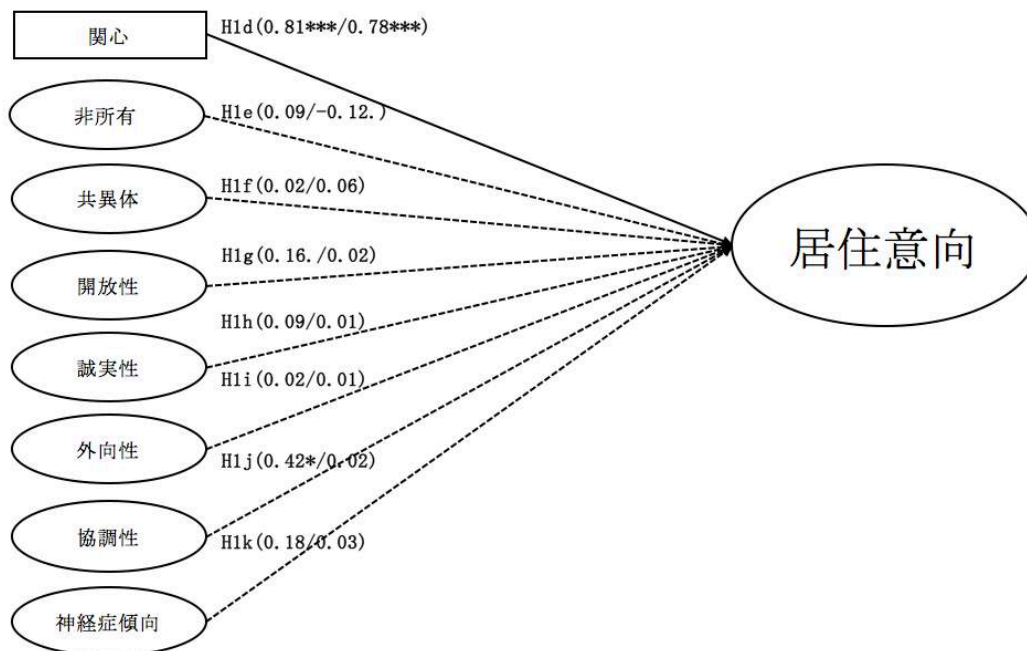 関心
H1d(0.81***/0.78***)
非所有
H1e(0.09/-0.12.)
共異体
H1f(0.02/0.06)
開放性
H1g(0.16./0.02)
誠実性
H1h(0.09/0.01)
外向性
H1i(0.02/0.01)
協調性
H1j(0.42*/0.02)
神経症傾向
H1k(0.18/0.03)
居住意向